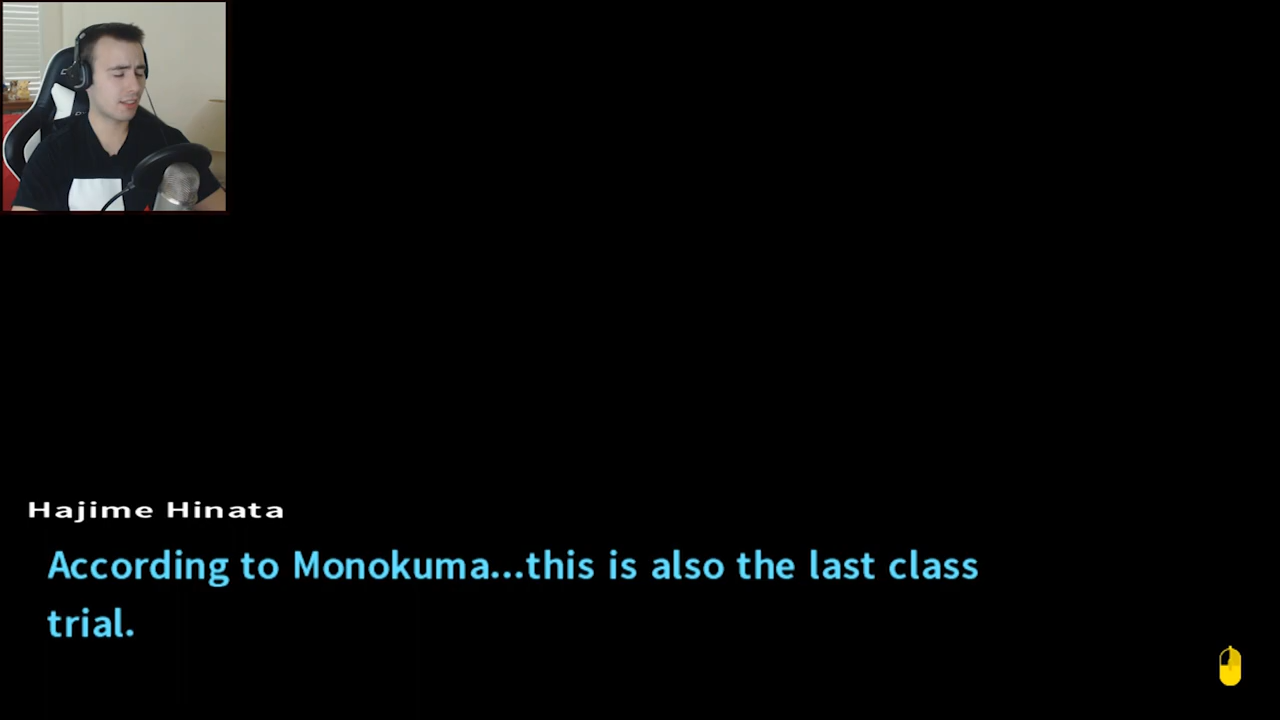 Hajime Hinata
According to Monokuma...this is also the last class
trial.